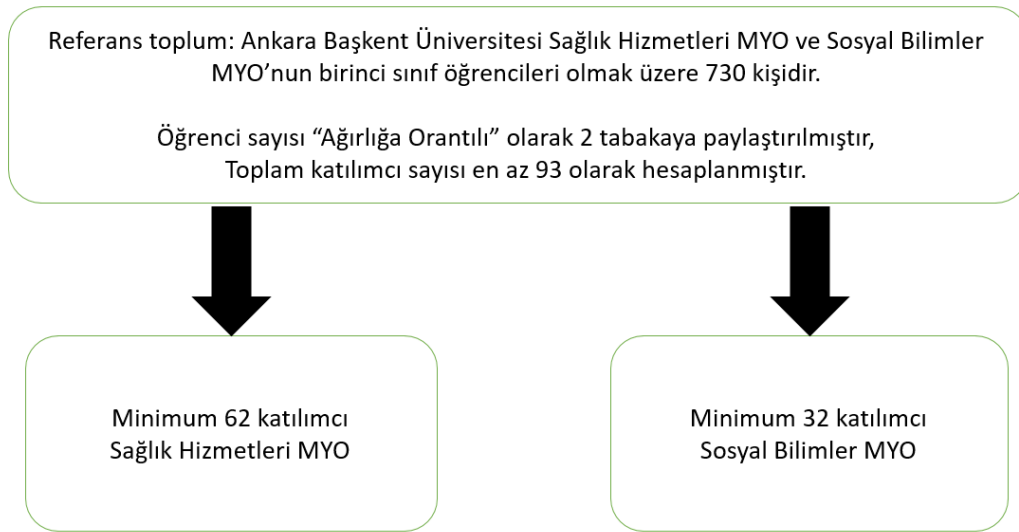 Referans toplum: Ankara Başkent Üniversitesi Sağlık Hizmetleri MYO ve Sosyal Bilimler
MYO’nun birinci sınıf öğrencileri olmak üzere 730 kişidir.
Öğrenci sayısı “Ağırlığa Orantılı” olarak 2 tabakaya paylaştırılmıştır,
Toplam katılımcı sayısı en az 93 olarak hesaplanmıştır.
Minimum 62 katılımcı
Sağlık Hizmetleri MYO
Minimum 32 katılımcı
Sosyal Bilimler MYO